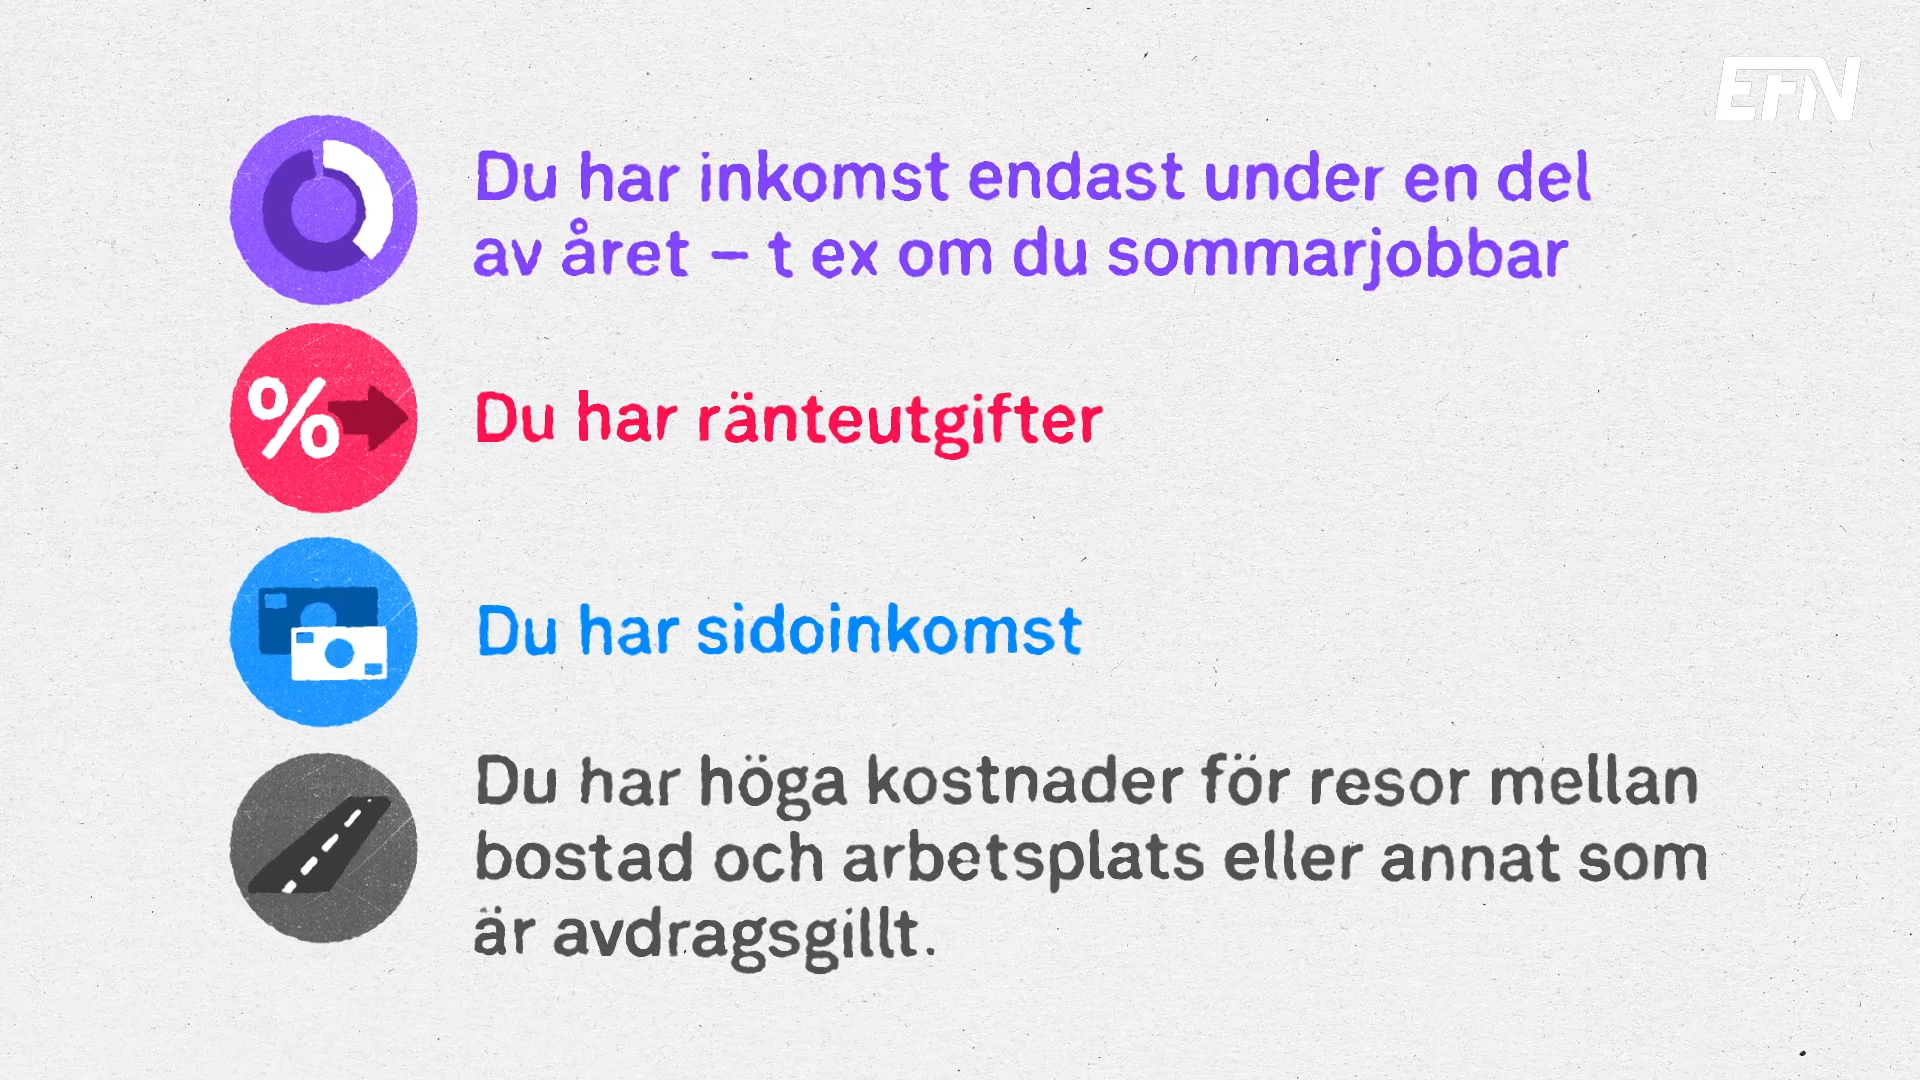 EFN
Du har inkomst endast under en del
av året – t ex om du sommarjobbar
%
Du har ränteutgifter
Du har sidoinkomst
Du har höga kostnader för resor mellan
bostad och arbetsplats eller annat som
är avdragsgillt.